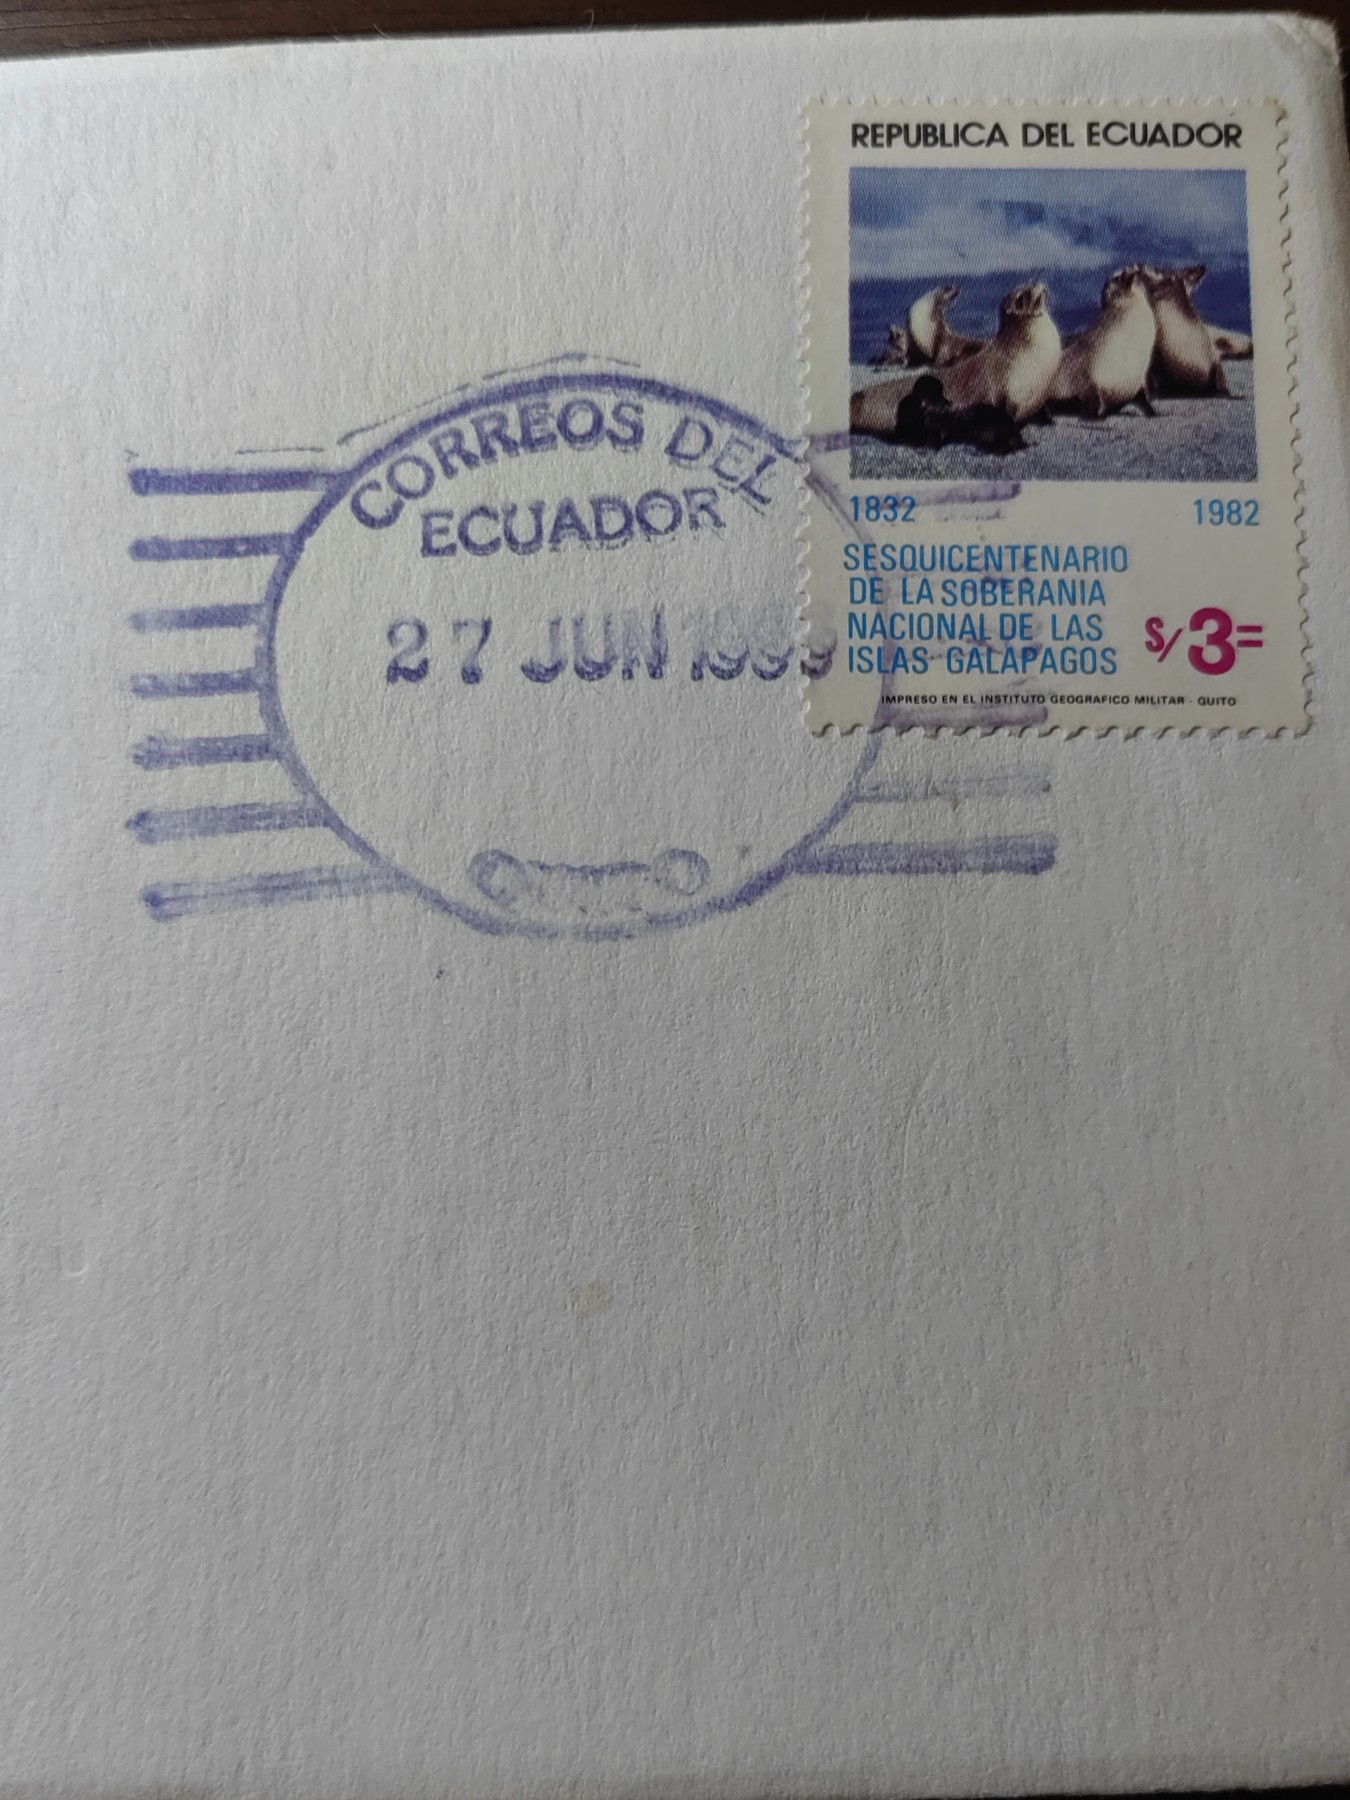 REPUBLICA DEL ECUADOR
1832 1982
SESQUICENTENARIO
DE LA SOBERANIA
NACIONAL DE LAS
ISLAS GALAPAGOS
S/3=
IMPRESO EN EL INSTITUTO GEOGRAFICO MILITAR - QUITO
CORREOS DEL
ECUADOR
27 JUN